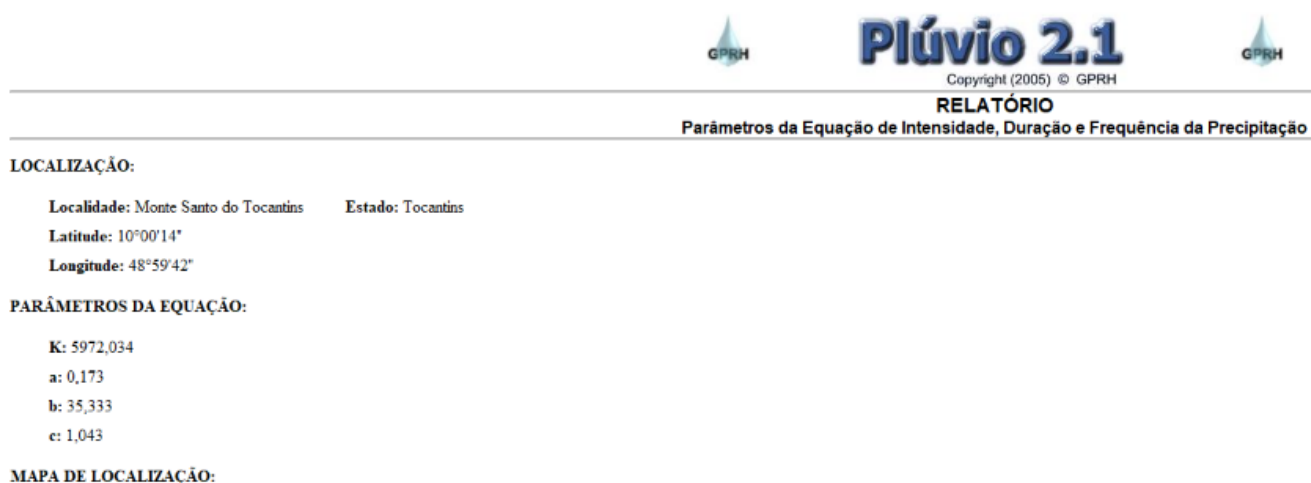 GPRH
Plúvio 2.1
GPRH
Copyright (2005) © GPRH
RELATÓRIO
Parâmetros da Equação de Intensidade, Duração e Frequência da Precipitação
LOCALIZAÇÃO:
Localidade: Monte Santo do Tocantins Estado: Tocantins
Latitude: 10°00'14"
Longitude: 48°59'42"
PARÂMETROS DA EQUAÇÃO:
K: 5972,034
a: 0,173
b: 35,333
c: 1,043
MAPA DE LOCALIZAÇÃO: